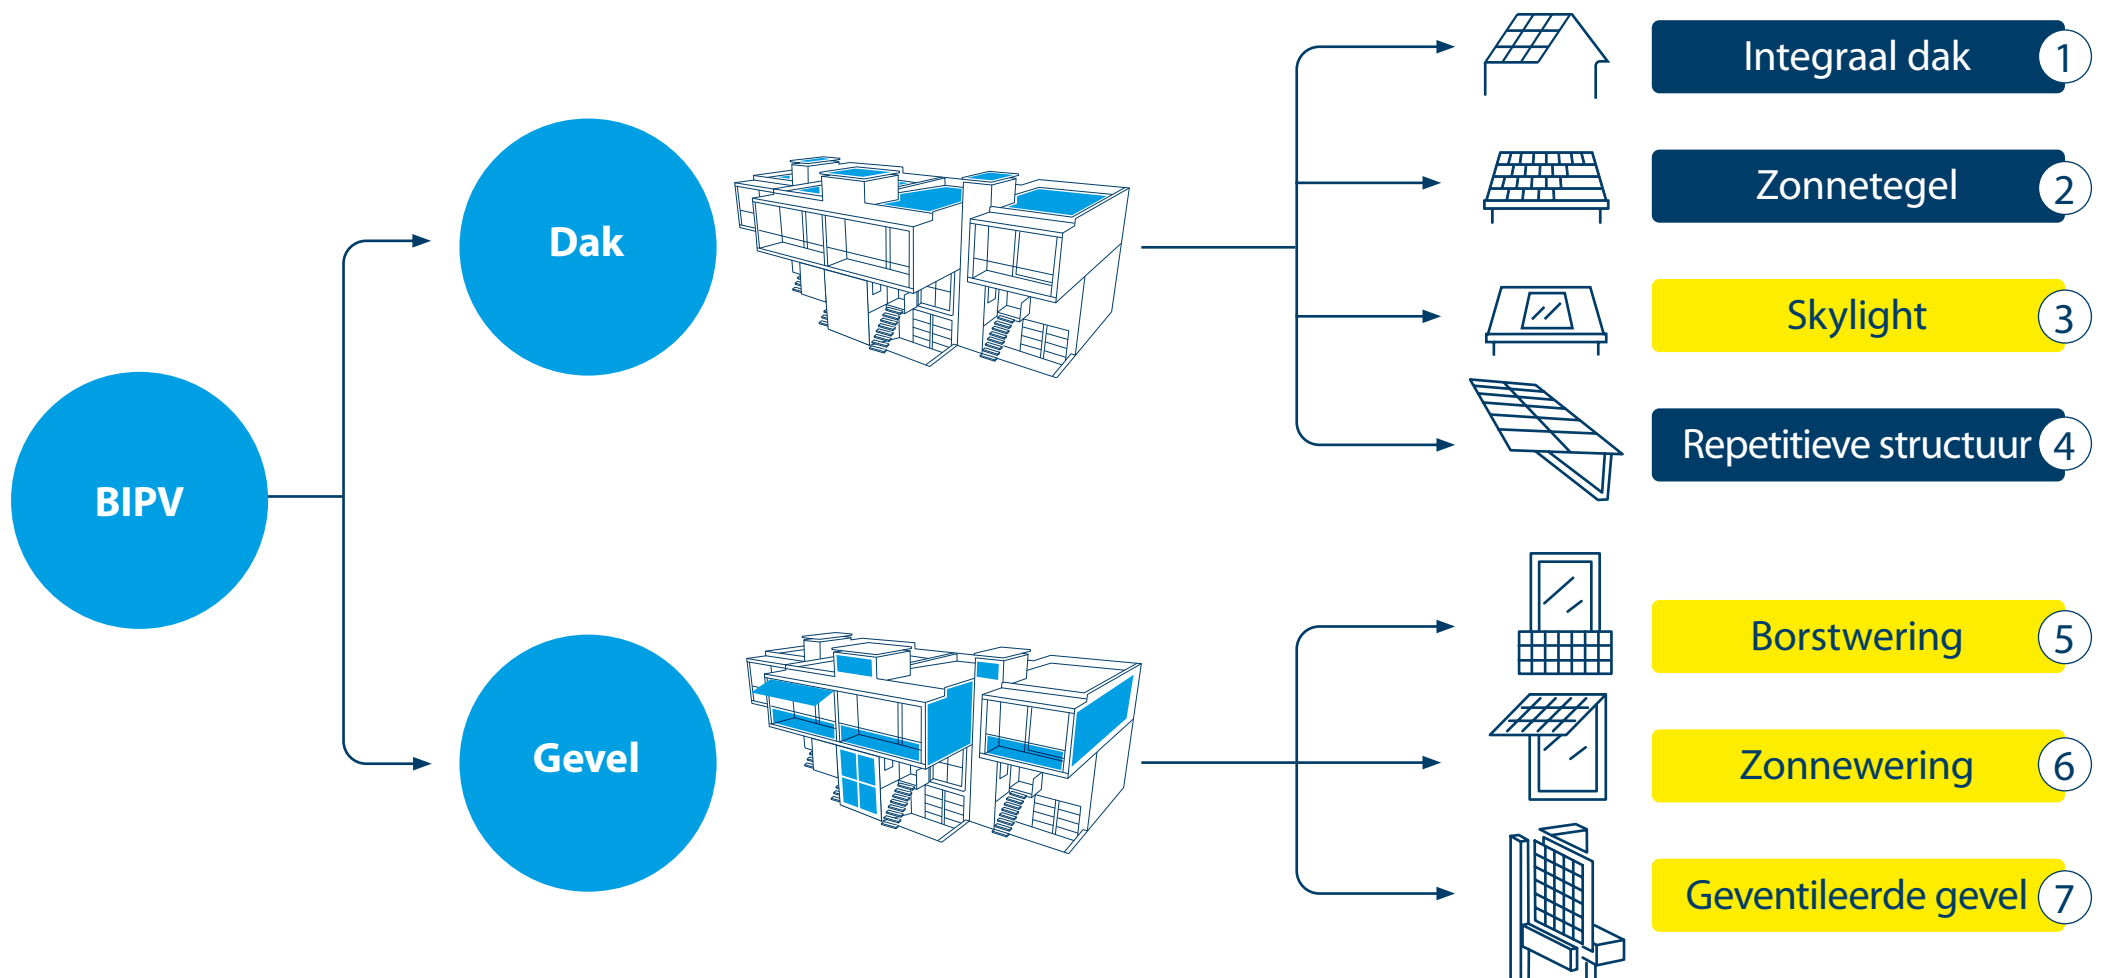 BIPV
Dak
Integraal dak 1
Zonnetegel 2
Skylight 3
Repetitieve structuur 4
Gevel
Borstwering 5
Zonnewering 6
Geventileerde gevel 7